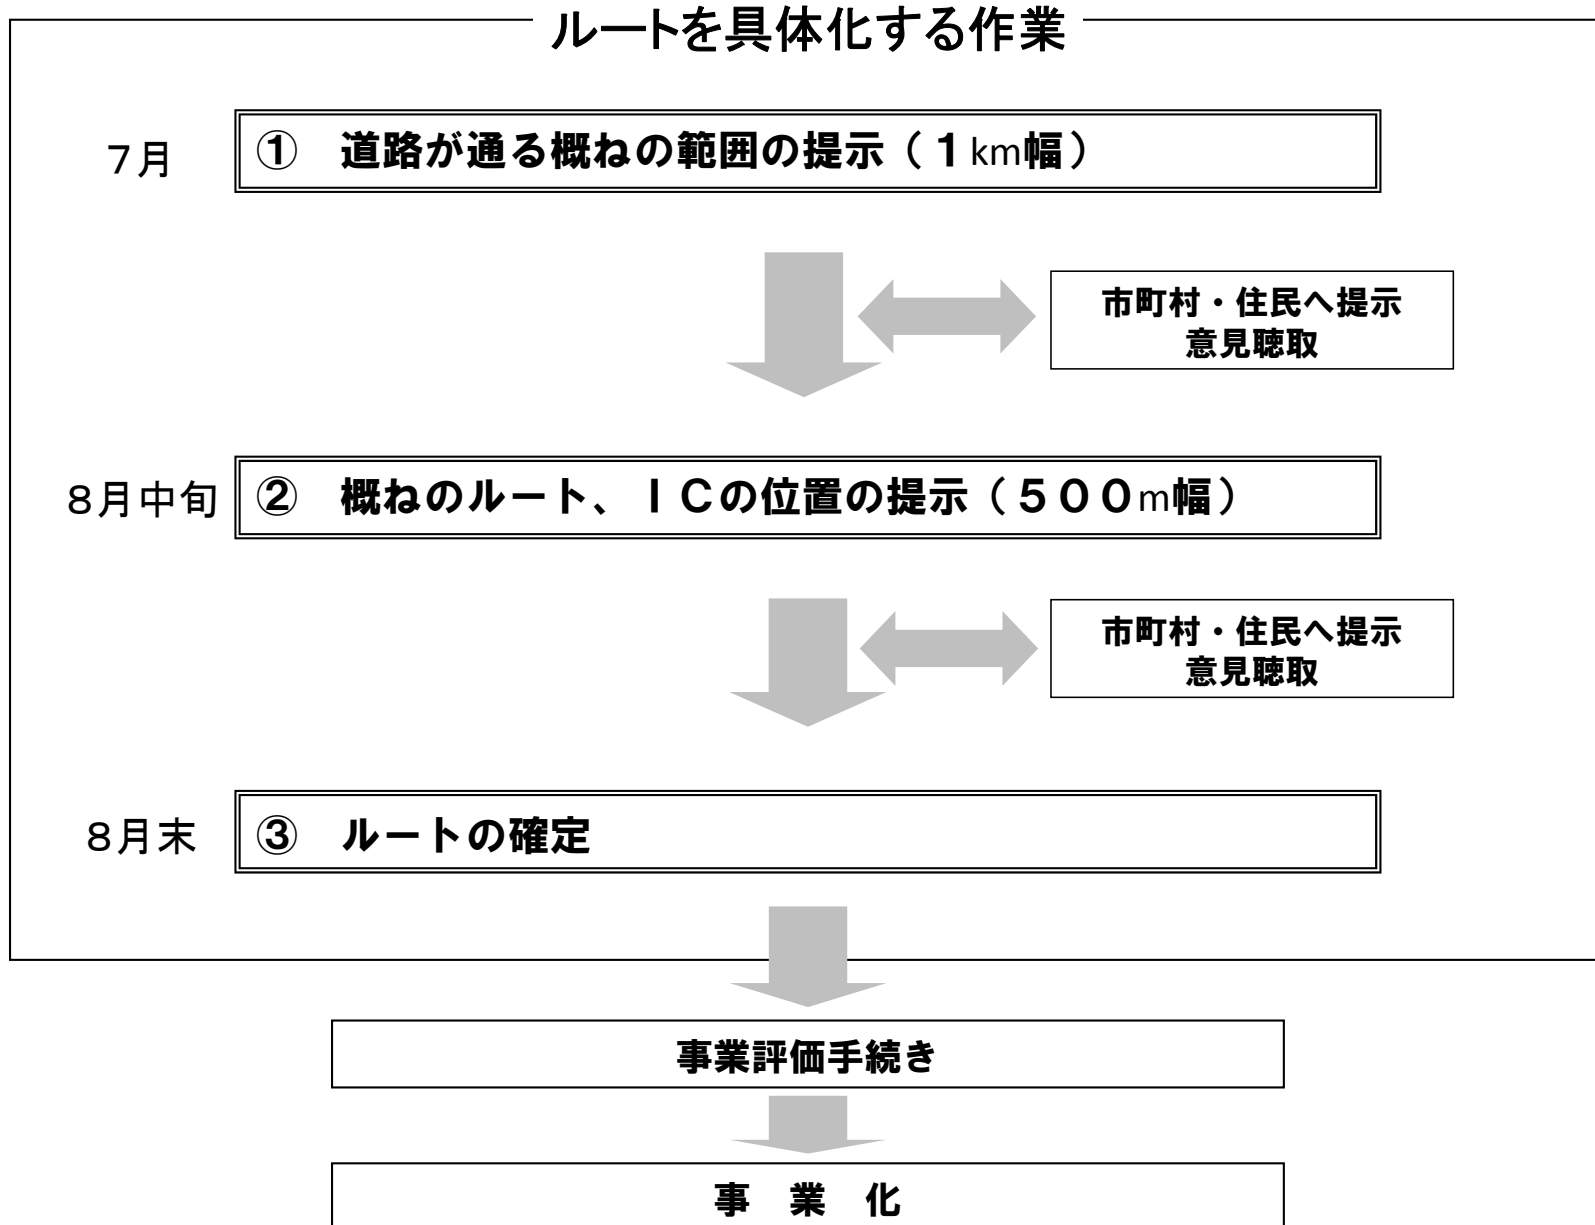 ルートを具体化する作業
７月
①　道路が通る概ねの範囲の提示（１km幅）
市町村・住民へ提示
意見聴取
８月中旬
②　概ねのルート、ＩＣの位置の提示（５００m幅）
市町村・住民へ提示
意見聴取
８月末
③　ルートの確定
事業評価手続き
事　業　化